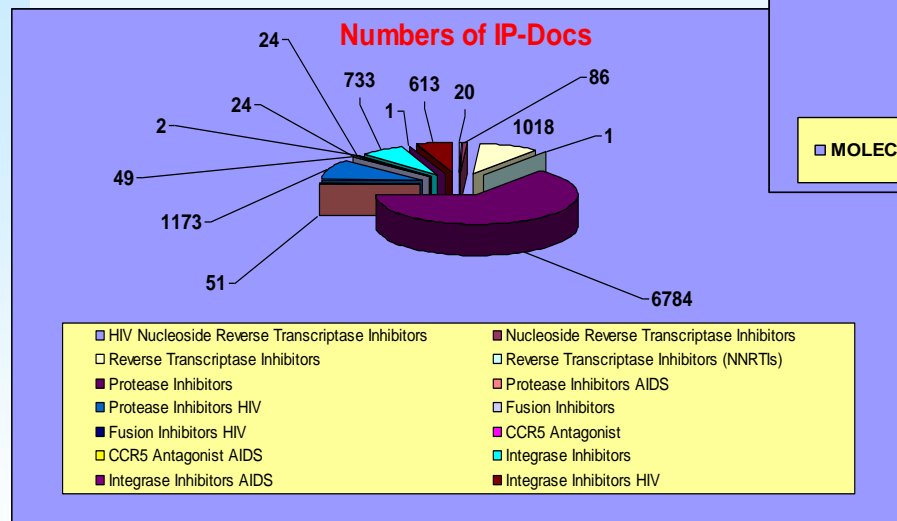 Numbers of IP-Docs
24
733
1
613
20
86
24
1018
1
2
49
1173
51
6784
MOLEC
HIV Nucleoside Reverse Transcriptase Inhibitors
Nucleoside Reverse Transcriptase Inhibitors
Reverse Transcriptase Inhibitors
Reverse Transcriptase Inhibitors (NNRTIs)
Protease Inhibitors
Protease Inhibitors AIDS
Protease Inhibitors HIV
Fusion Inhibitors
Fusion Inhibitors HIV
CCR5 Antagonist
CCR5 Antagonist AIDS
Integrase Inhibitors
Integrase Inhibitors AIDS
Integrase Inhibitors HIV